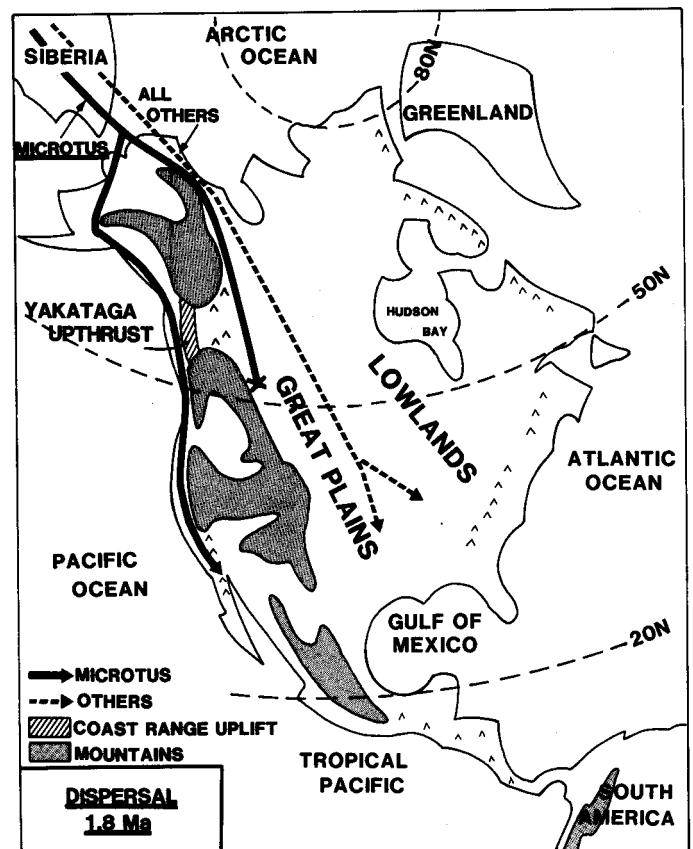 SIBERIA
ARCTIC
OCEAN
80N
GREENLAND
ALL
OTHERS
MICROTUS
50N
HUDSON
BAY
YAKATAGA
UPTHRUST
GREAT PLAINS
LOWLANDS
ATLANTIC
OCEAN
PACIFIC
OCEAN
GULF OF
MEXICO
20N
MICROTUS
OTHERS
COAST RANGE UPLIFT
MOUNTAINS
TROPICAL
PACIFIC
SOUTH
AMERICA
DISPERSAL
1.8 Ma